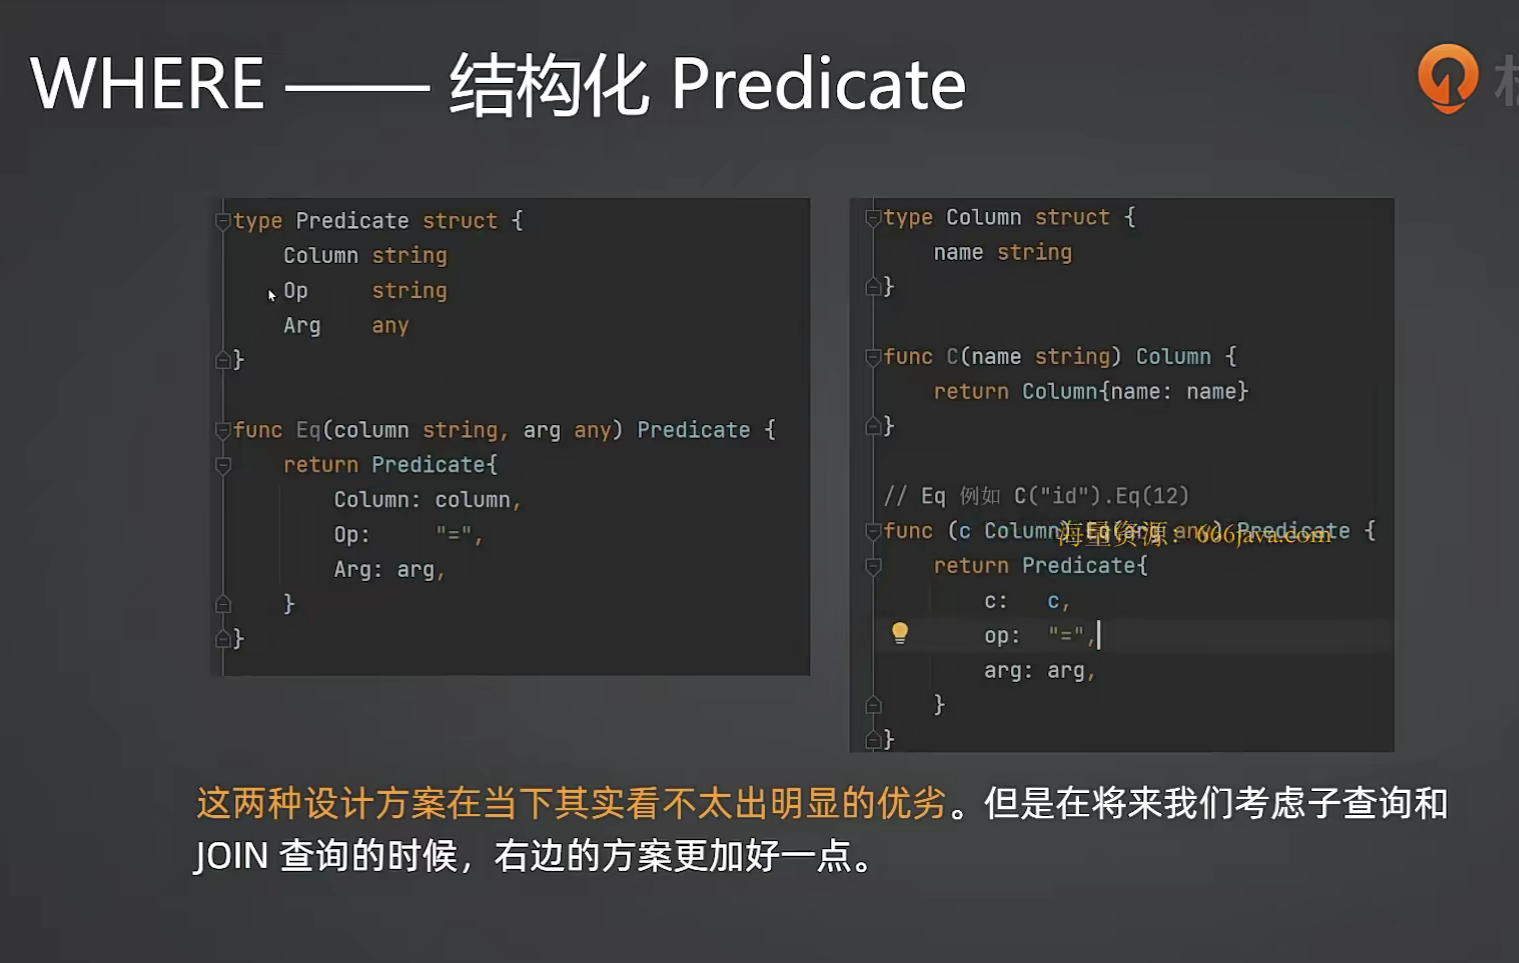 WHERE —— 结构化 Predicate
type Predicate struct {
Column string
Op string
Arg any
}
func Eq(column string, arg any) Predicate {
return Predicate{
Column: column,
Op: "=",
Arg: arg,
}
}
type Column struct {
name string
}
func C(name string) Column {
return Column{name: name}
}
// Eq 例如 C("id").Eq(12)
func (c Column) Eq(arg any) Predicate {
海量资源：666java.com
return Predicate{
c: c,
op: "=",
arg: arg,
}
}
这两种设计方案在当下其实看不太出明显的优劣。但是在将来我们考虑子查询和
JOIN 查询的时候，右边的方案更加好一点。